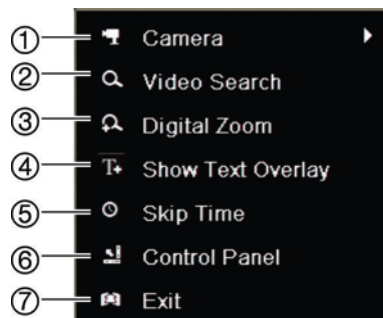 ① Camera
② Video Search
③ Digital Zoom
④ T+ Show Text Overlay
⑤ Skip Time
⑥ Control Panel
⑦ Exit